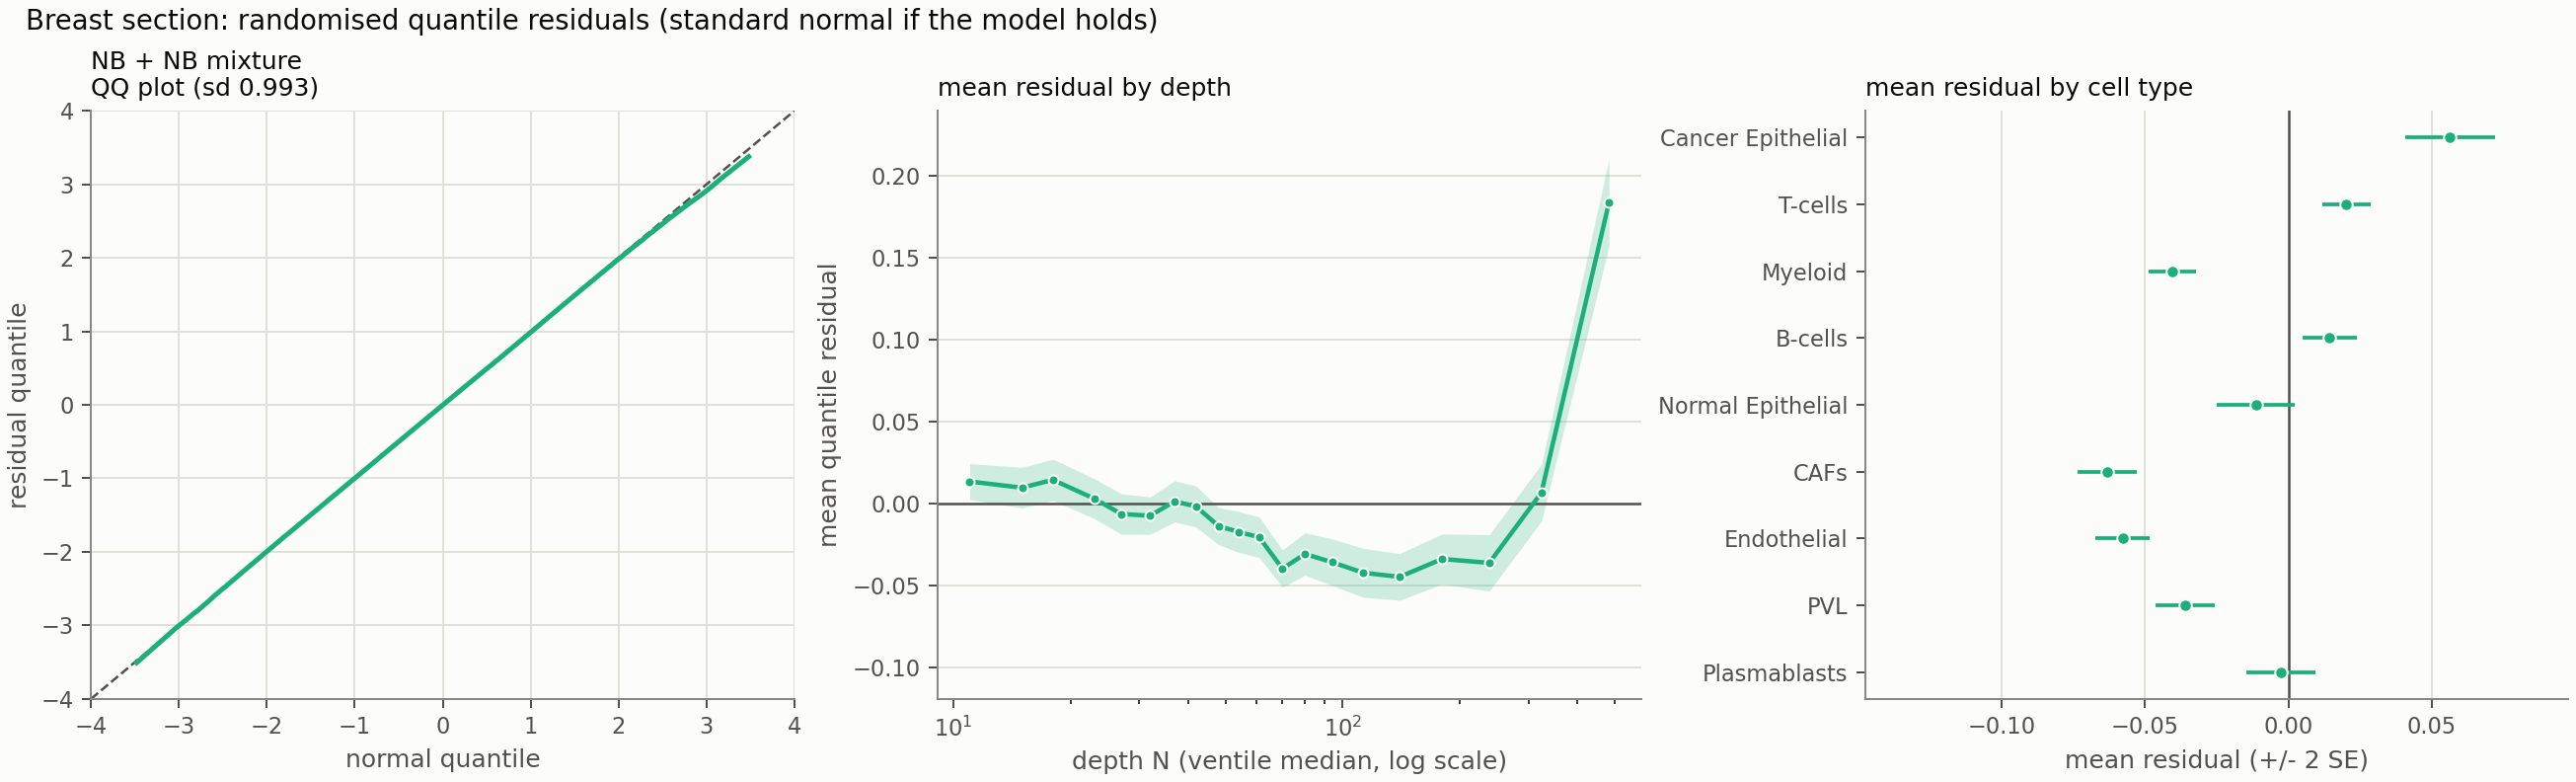 Breast section: randomised quantile residuals (standard normal if the model holds)
NB + NB mixture
QQ plot (sd 0.993)
4
3
2
1
0
−1
−2
−3
−4
residual quantile
−4 −3 −2 −1 0 1 2 3 4
normal quantile
mean residual by depth
0.20
0.15
0.10
0.05
0.00
−0.05
−0.10
mean quantile residual
10¹ 10²
depth N (ventile median, log scale)
mean residual by cell type
Cancer Epithelial
T-cells
Myeloid
B-cells
Normal Epithelial
CAFs
Endothelial
PVL
Plasmablasts
−0.10 −0.05 0.00 0.05
mean residual (+/- 2 SE)